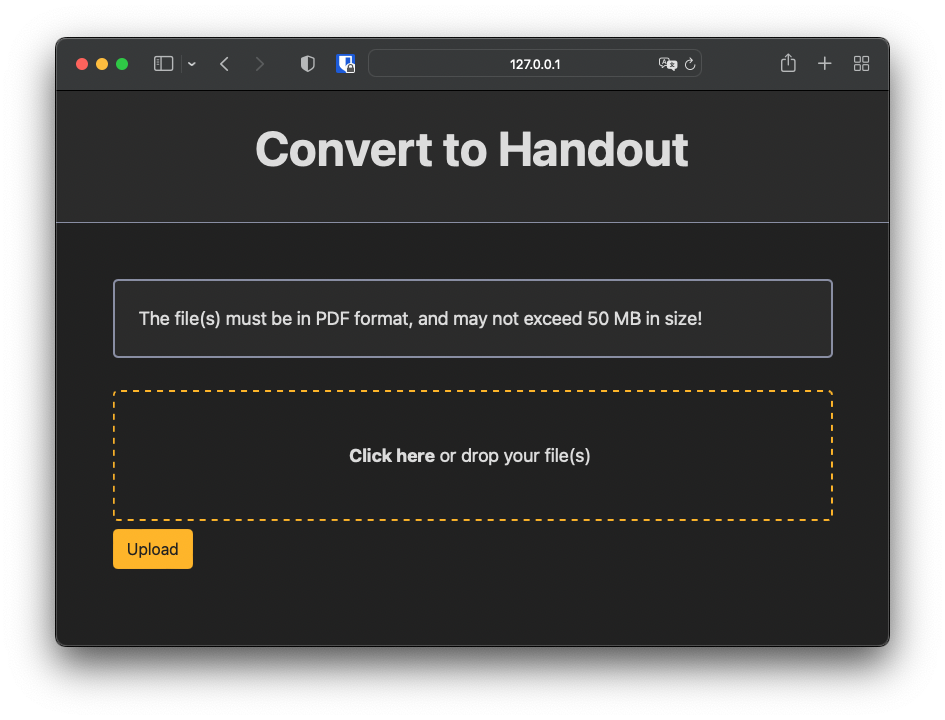 127.0.0.1
Convert to Handout
The file(s) must be in PDF format, and may not exceed 50 MB in size!
Click here or drop your file(s)
Upload